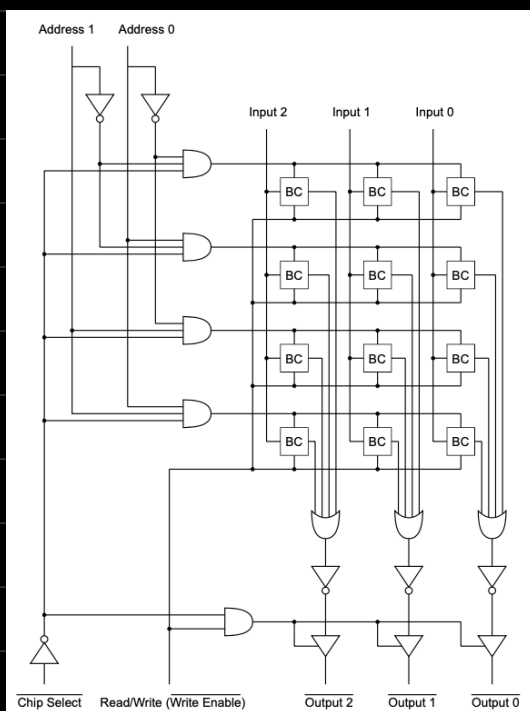 Address 1 Address 0
Input 2 Input 1 Input 0
BC BC BC
BC BC BC
BC BC BC
BC BC BC
Chip Select Read/Write (Write Enable) Output 2 Output 1 Output 0